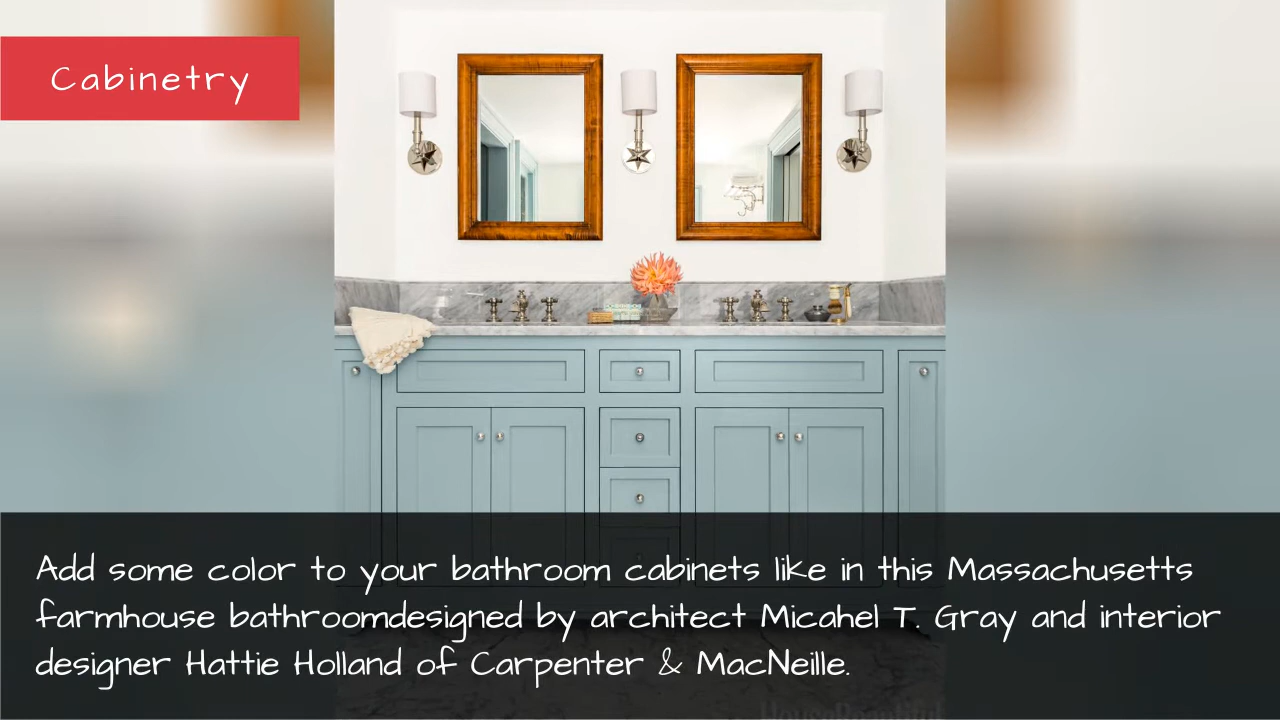 Cabinetry
Add some color to your bathroom cabinets like in this Massachusetts
farmhouse bathroomdesigned by architect Micahel T. Gray and interior
designer Hattie Holland of Carpenter & MacNeille.
HouseBeautiful